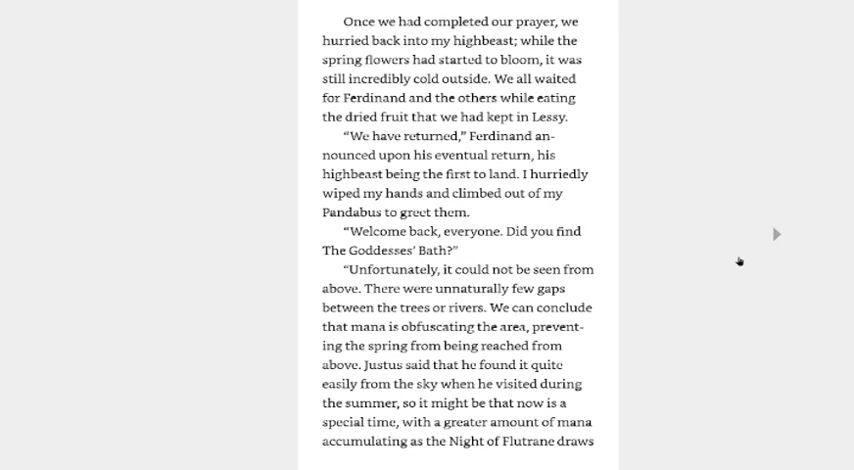 Once we had completed our prayer, we
hurried back into my highbeast; while the
spring flowers had started to bloom, it was
still incredibly cold outside. We all waited
for Ferdinand and the others while eating
the dried fruit that we had kept in Lessy.
“We have returned,” Ferdinand an-
nounced upon his eventual return, his
highbeast being the first to land. I hurriedly
wiped my hands and climbed out of my
Pandabus to greet them.
“Welcome back, everyone. Did you find
The Goddesses’ Bath?”
“Unfortunately, it could not be seen from
above. There were unnaturally few gaps
between the trees or rivers. We can conclude
that mana is obfuscating the area, prevent-
ing the spring from being reached from
above. Justus said that he found it quite
easily from the sky when he visited during
the summer, so it might be that now is a
special time, with a greater amount of mana
accumulating as the Night of Flutrane draws